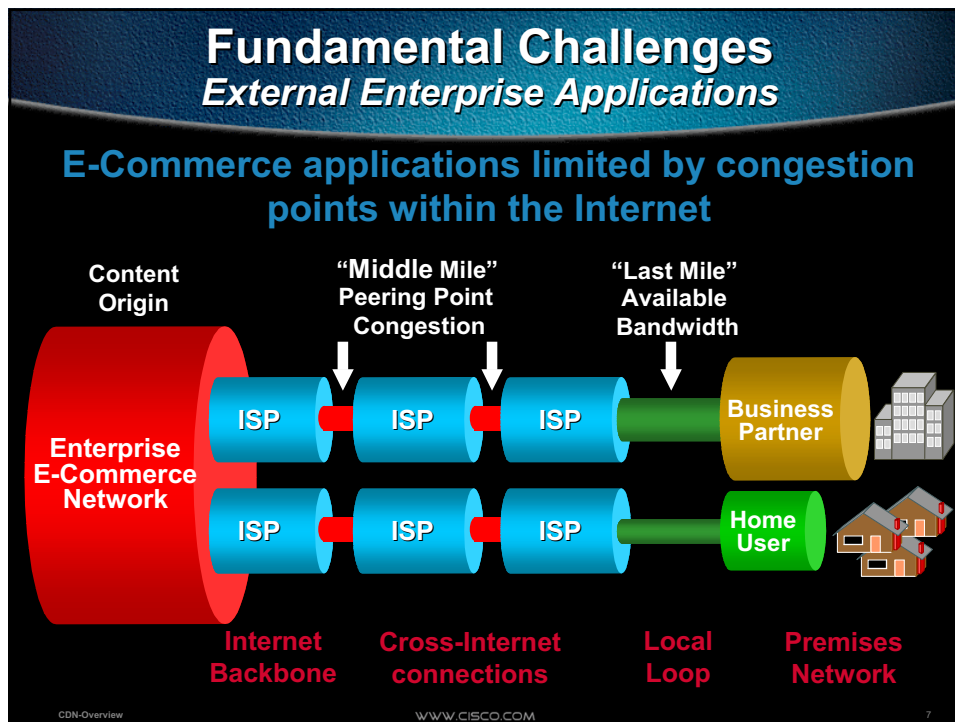 Fundamental Challenges
External Enterprise Applications
E-Commerce applications limited by congestion
points within the Internet
Content
Origin
“Middle Mile”
Peering Point
Congestion
“Last Mile”
Available
Bandwidth
Enterprise
E-Commerce
Network
ISP
ISP
ISP
Business
Partner
ISP
ISP
ISP
Home
User
Internet
Backbone
Cross-Internet
connections
Local
Loop
Premises
Network
CDN-Overview
WWW.CISCO.COM
7